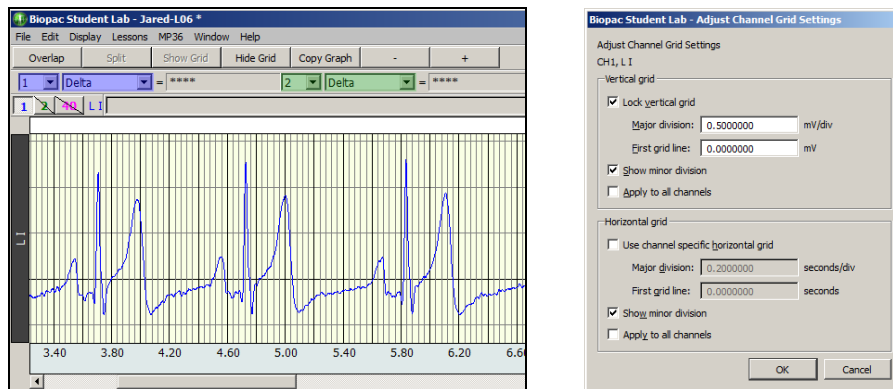 Biopac Student Lab - Jared-L06 *
File Edit Display Lessons MP36 Window Help
Overlap Split Show Grid Hide Grid Copy Graph - +
1 Delta = **** 2 Delta = ****
1 2 40 L I
L I
3.40 3.80 4.20 4.60 5.00 5.40 5.80 6.20 6.60
Biopac Student Lab - Adjust Channel Grid Settings
Adjust Channel Grid Settings
CH1, L I
Vertical grid
Lock vertical grid
Major division: 0.5000000 mV/div
First grid line: 0.0000000 mV
Show minor division
Apply to all channels
Horizontal grid
Use channel specific horizontal grid
Major division: 0.2000000 seconds/div
First grid line: 0.0000000 seconds
Show minor division
Apply to all channels
OK Cancel